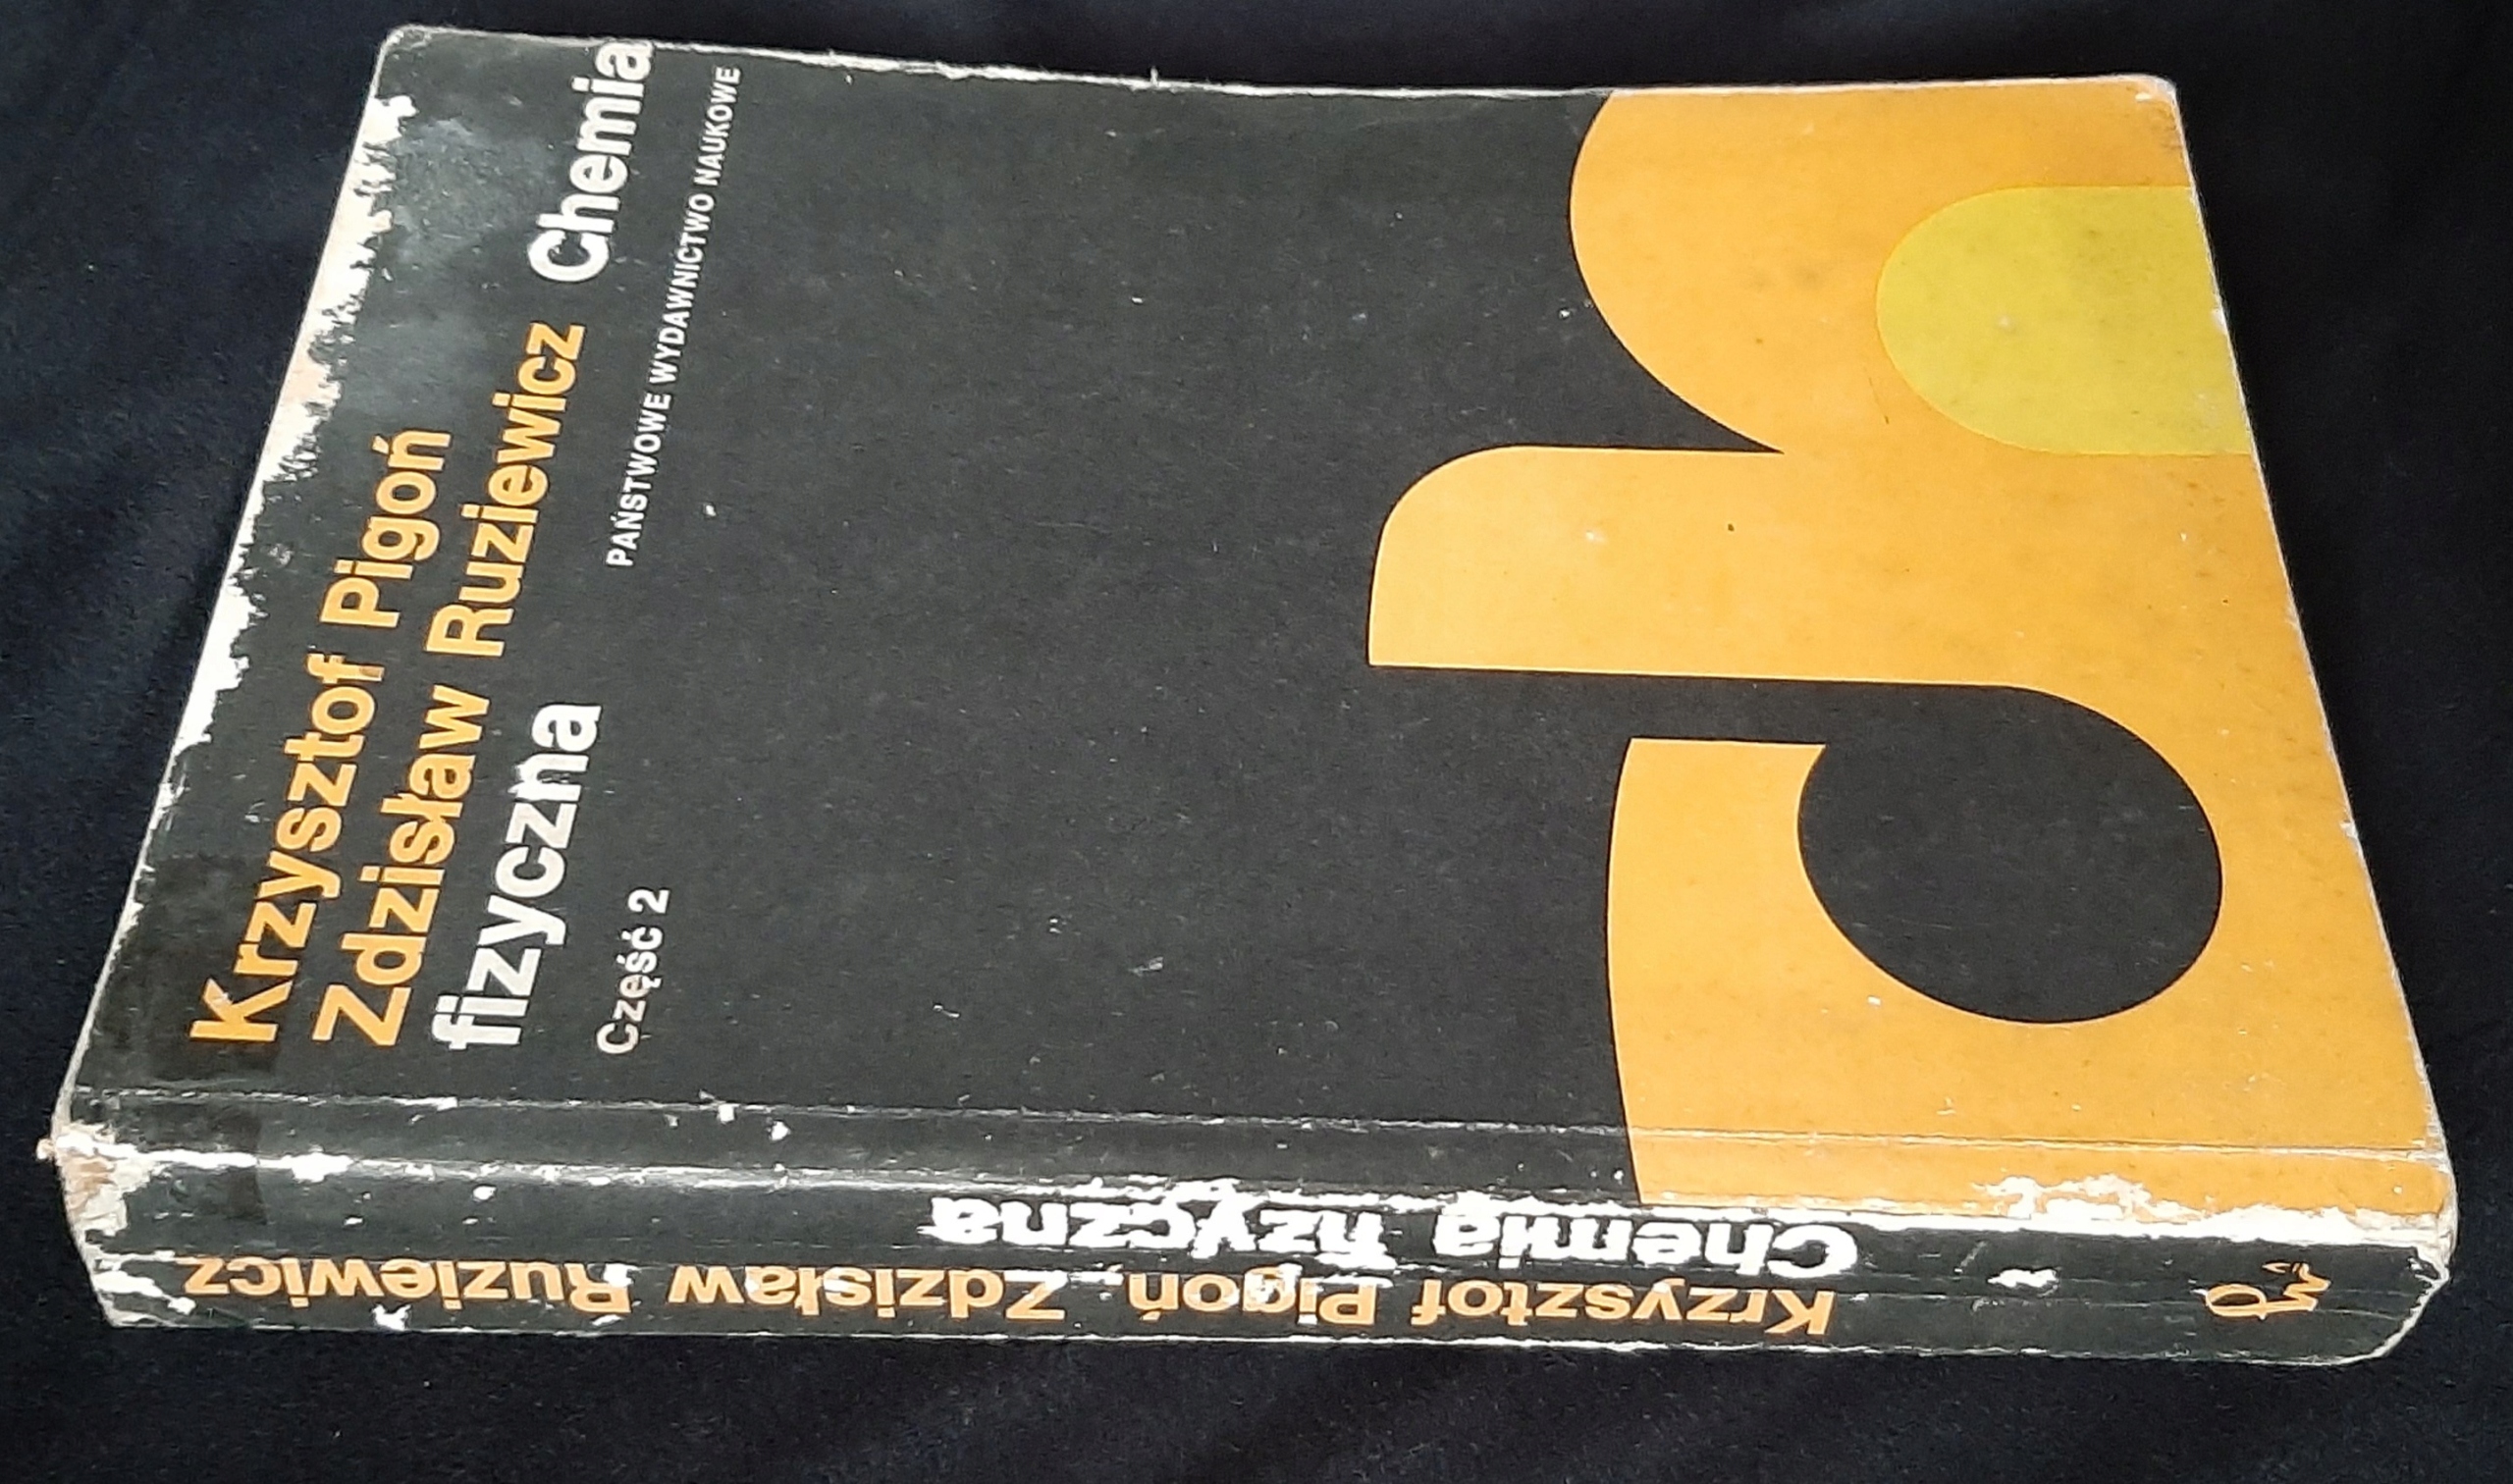 Krzysztof Pigoń
Zdzisław Ruziewicz
Chemia
fizyczna
PAŃSTWOWE WYDAWNICTWO NAUKOWE
Część 2
Krzysztof Pigoń, Zdzisław Ruziewicz
Chemia fizyczna